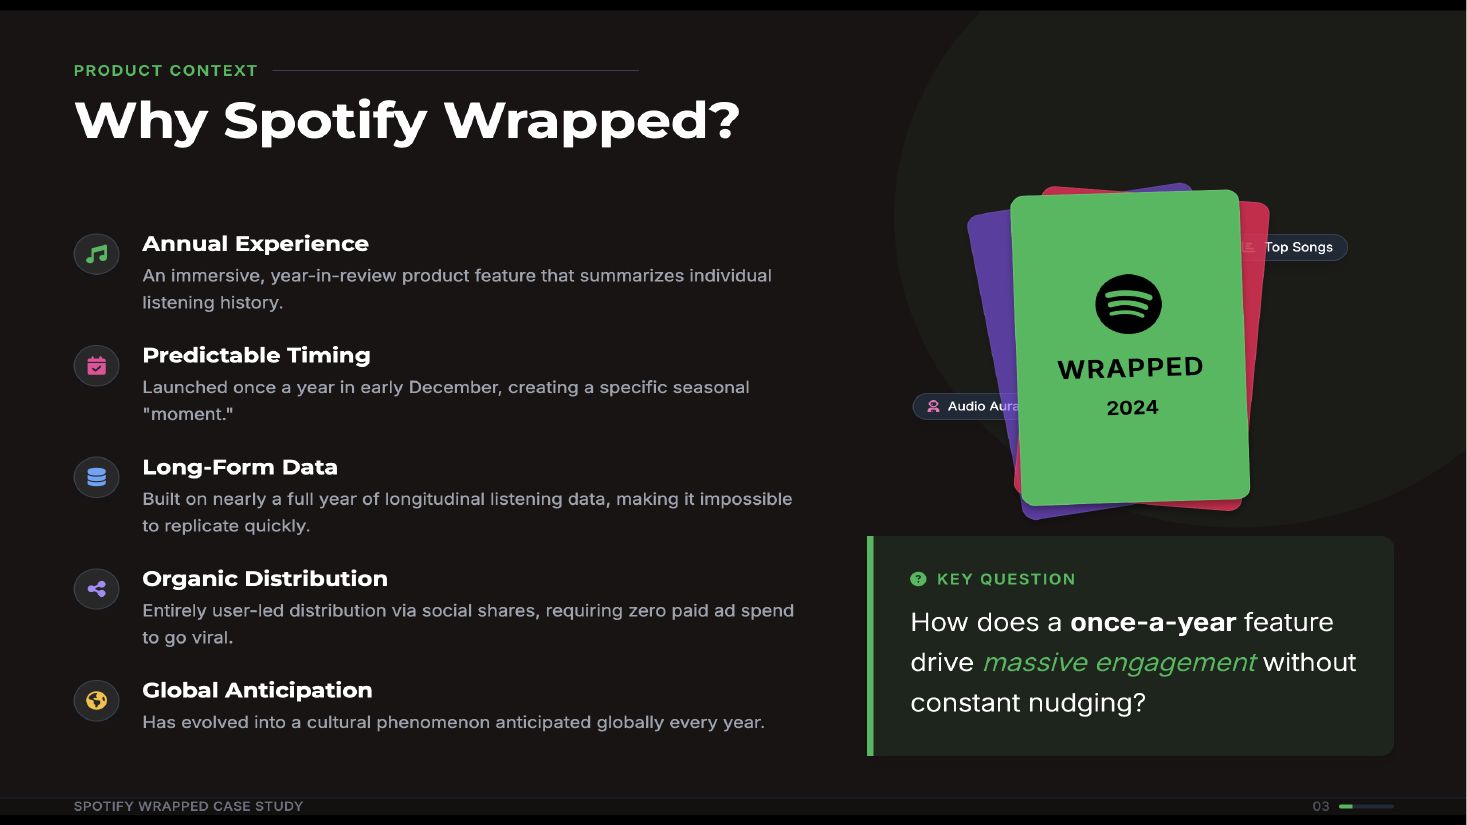 PRODUCT CONTEXT
Why Spotify Wrapped?
Annual Experience
An immersive, year-in-review product feature that summarizes individual
listening history.
Predictable Timing
Launched once a year in early December, creating a specific seasonal
"moment."
Long-Form Data
Built on nearly a full year of longitudinal listening data, making it impossible
to replicate quickly.
Organic Distribution
Entirely user-led distribution via social shares, requiring zero paid ad spend
to go viral.
Global Anticipation
Has evolved into a cultural phenomenon anticipated globally every year.
Top Songs
WRAPPED
2024
Audio Aura
KEY QUESTION
How does a once-a-year feature
drive massive engagement without
constant nudging?
SPOTIFY WRAPPED CASE STUDY
03